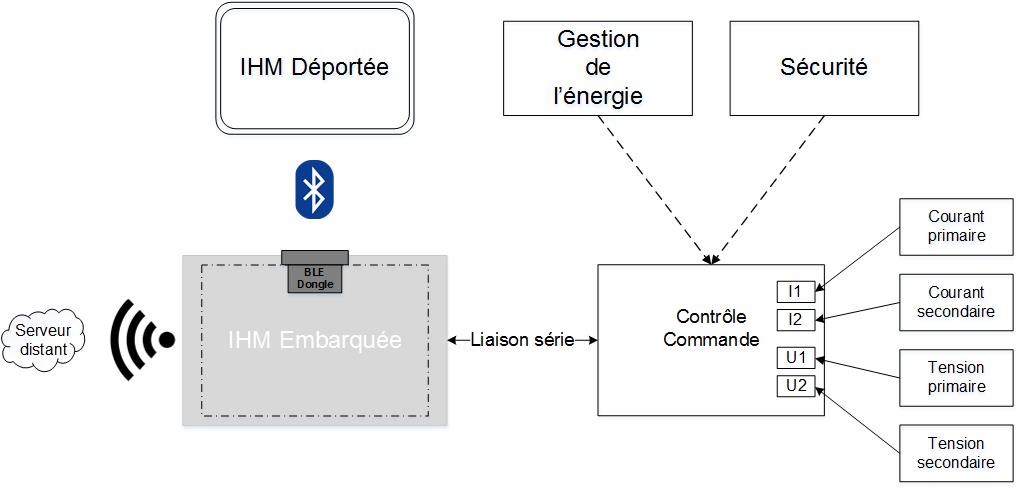 IHM Déportée
Gestion
de
l'énergie
Sécurité
Courant
primaire
BLE
Dongle
I1
Courant
secondaire
I2
Contrôle
Commande
Serveur
distant
IHM Embarquée
Liaison série
U1
Tension
primaire
U2
Tension
secondaire